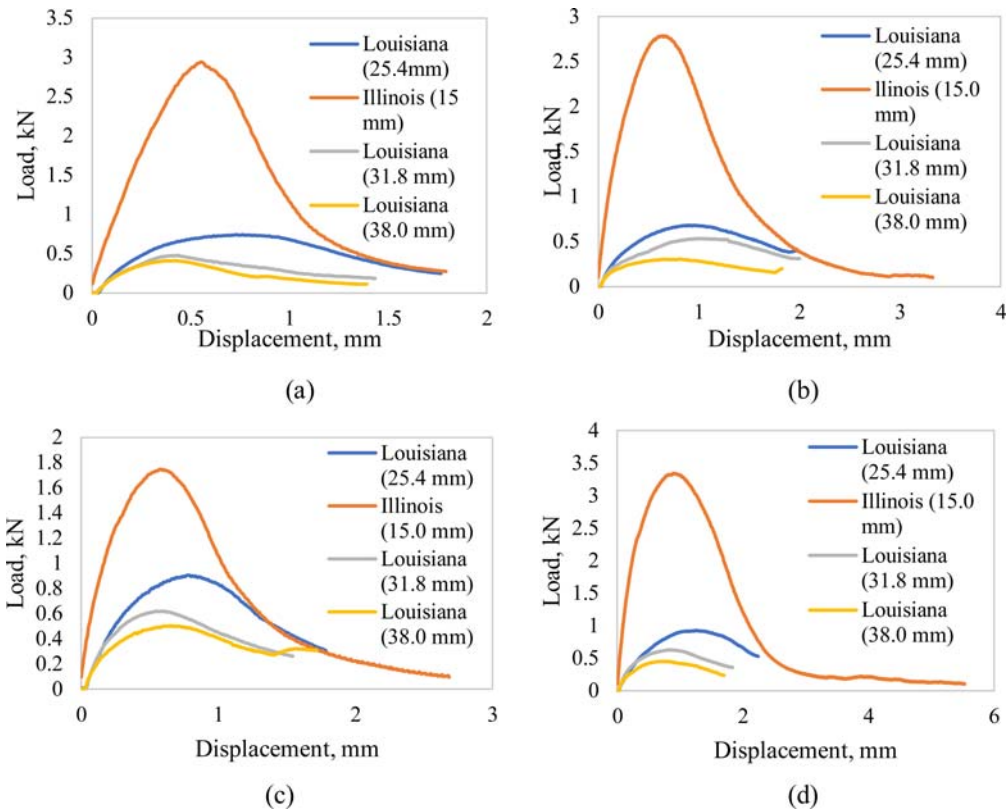 3.5
3
2.5
2
1.5
1
0.5
0
Load, kN
0
0.5
1
1.5
2
Displacement, mm
Louisiana
(25.4mm)
Illinois (15
mm)
Louisiana
(31.8 mm)
Louisiana
(38.0 mm)
(a)
3
2.5
2
1.5
1
0.5
0
Load, kN
0
1
2
3
4
Displacement, mm
Louisiana
(25.4 mm)
Ilinois (15.0
mm)
Louisiana
(31.8 mm)
Louisiana
(38.0 mm)
(b)
2
1.8
1.6
1.4
1.2
1
0.8
0.6
0.4
0.2
0
Load, kN
0
1
2
3
Displacement, mm
Louisiana
(25.4 mm)
Illinois
(15.0 mm)
Louisiana
(31.8 mm)
Louisiana
(38.0 mm)
(c)
4
3.5
3
2.5
2
1.5
1
0.5
0
Load, kN
0
2
4
6
Displacement, mm
Louisiana
(25.4 mm)
Illinois (15.0
mm)
Louisiana
(31.8 mm)
Louisiana
(38.0 mm)
(d)